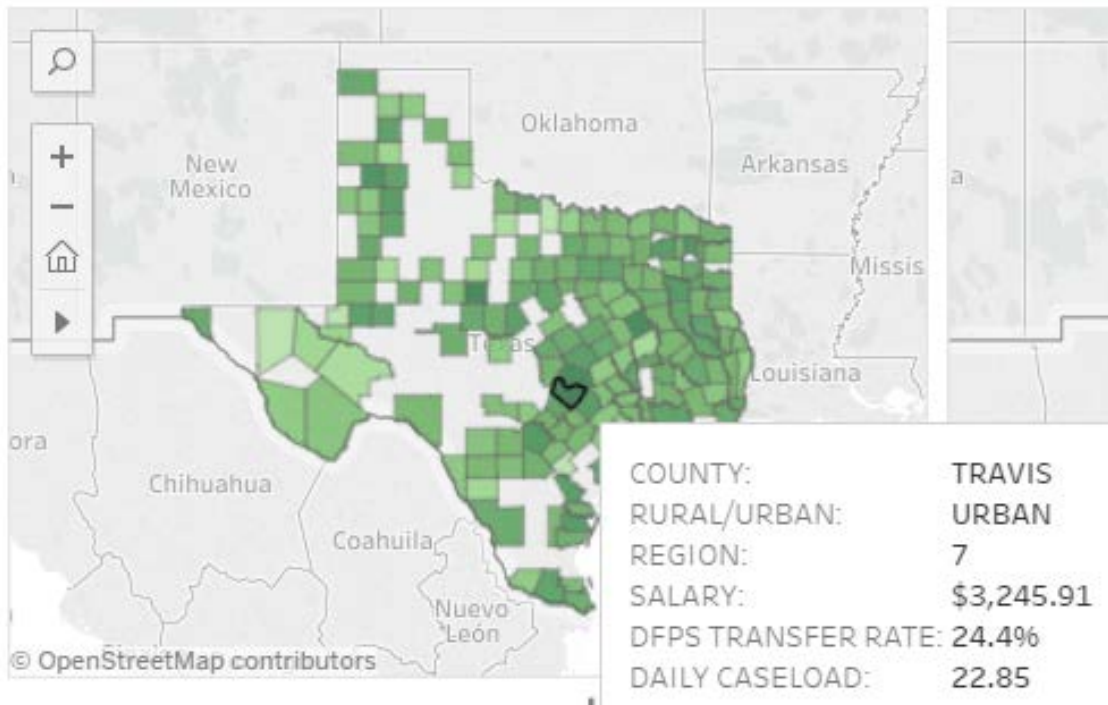 Oklahoma
New
Mexico
Arkansas
a
Missis
Texas
Louisiana
ora
Chihuahua
Coahuila
Nuevo
León
© OpenStreetMap contributors
COUNTY: TRAVIS
RURAL/URBAN: URBAN
REGION: 7
SALARY: $3,245.91
DFPS TRANSFER RATE: 24.4%
DAILY CASELOAD: 22.85